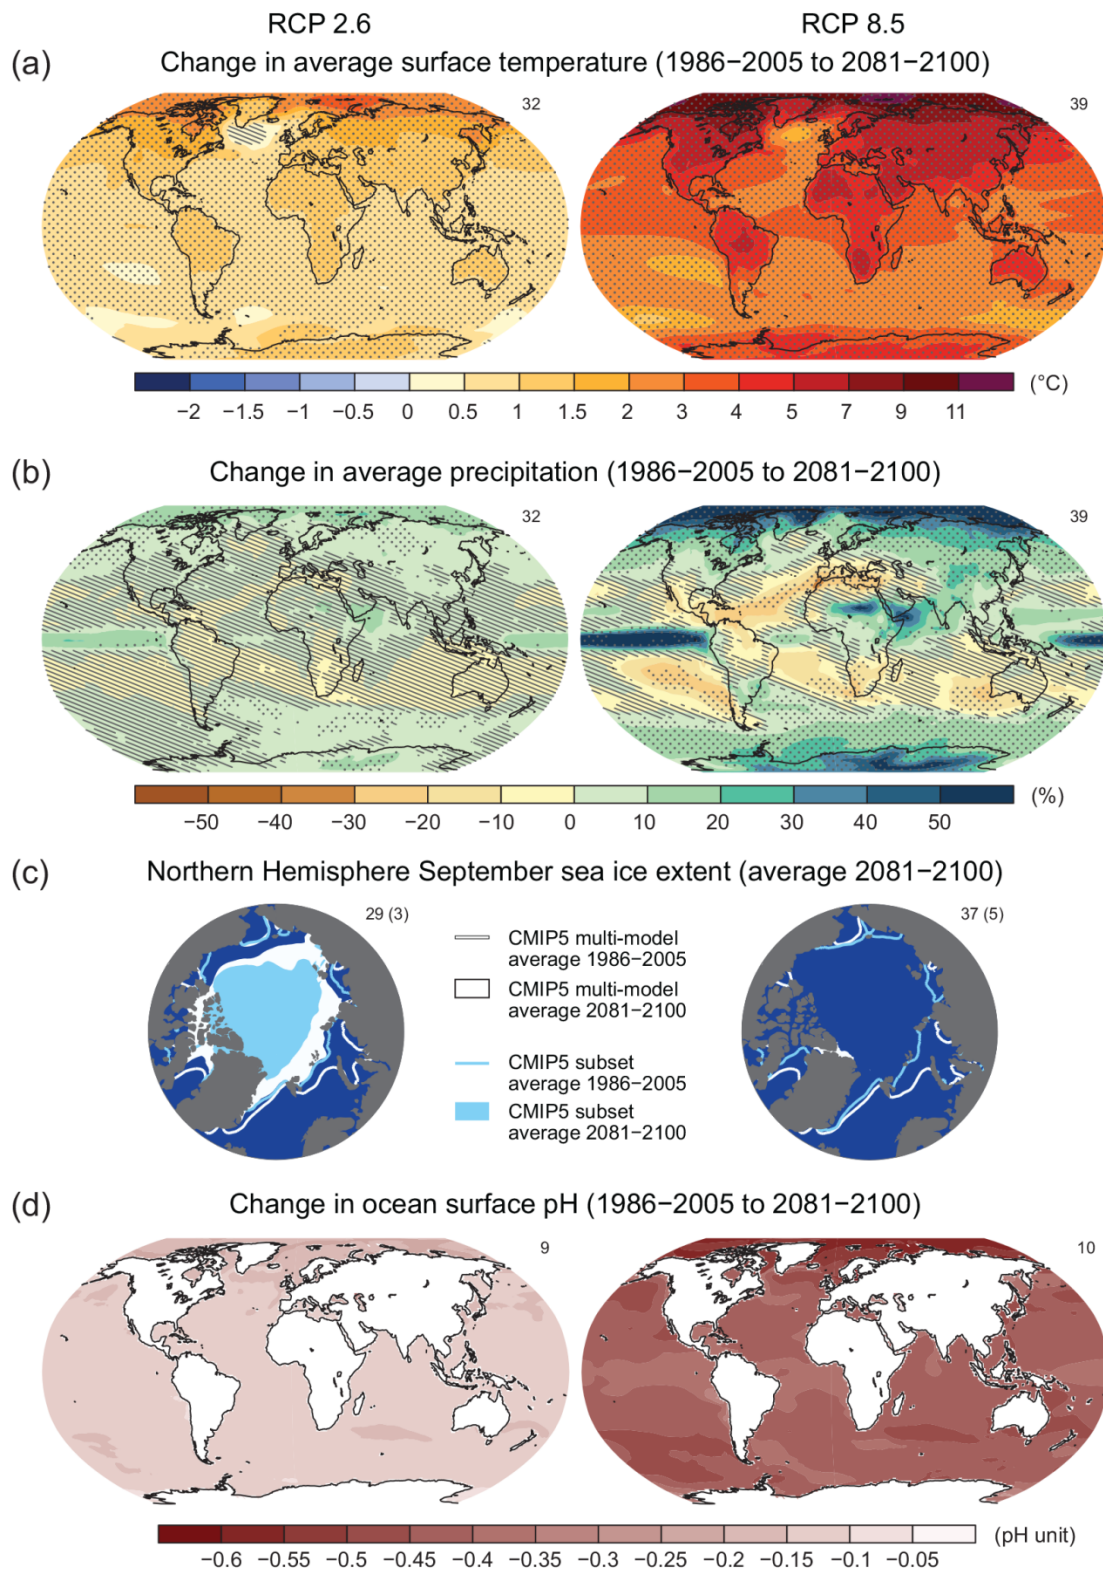 RCP 2.6 RCP 8.5
(a) Change in average surface temperature (1986−2005 to 2081−2100)
32 39
−2 −1.5 −1 −0.5 0 0.5 1 1.5 2 3 4 5 7 9 11 (°C)
(b) Change in average precipitation (1986−2005 to 2081−2100)
32 39
−50 −40 −30 −20 −10 0 10 20 30 40 50 (%)
(c) Northern Hemisphere September sea ice extent (average 2081−2100)
29 (3) 37 (5)
CMIP5 multi-model
average 1986−2005
CMIP5 multi-model
average 2081−2100
CMIP5 subset
average 1986−2005
CMIP5 subset
average 2081−2100
(d) Change in ocean surface pH (1986−2005 to 2081−2100)
9 10
−0.6 −0.55 −0.5 −0.45 −0.4 −0.35 −0.3 −0.25 −0.2 −0.15 −0.1 −0.05 (pH unit)